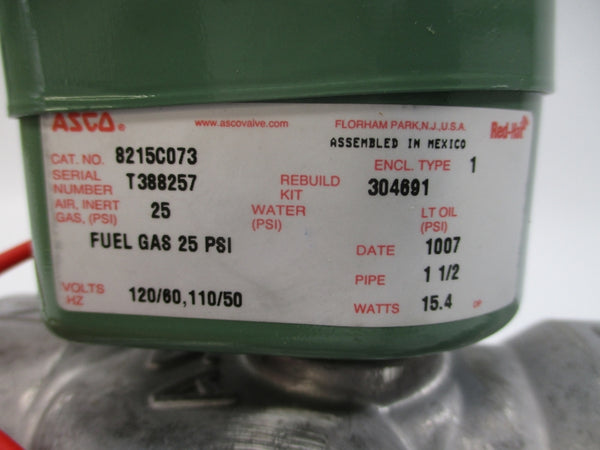 ASCO®
www.ascovalve.com
FLORHAM PARK,N.J.,U.S.A.
Red-Hat
ASSEMBLED IN MEXICO
CAT. NO. 8215C073
ENCL. TYPE 1
SERIAL NUMBER T388257
REBUILD KIT 304691
AIR, INERT GAS, (PSI) 25
WATER (PSI)
LT OIL (PSI)
FUEL GAS 25 PSI
DATE 1007
PIPE 1 1/2
VOLTS HZ 120/60,110/50
WATTS 15.4